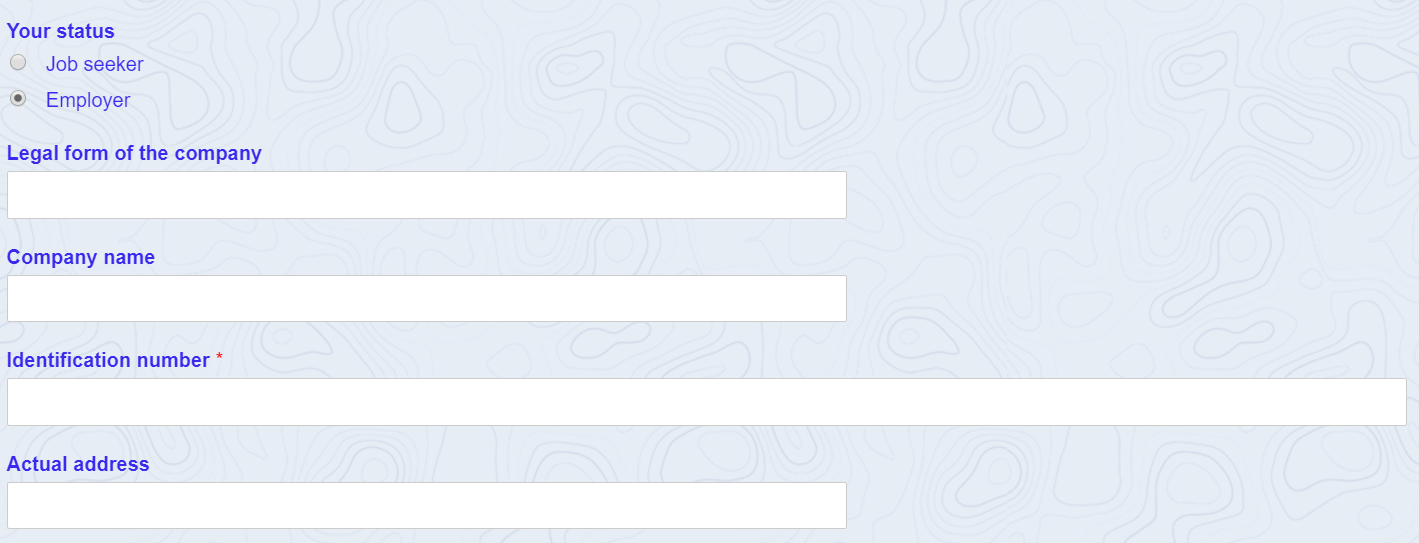 Your status
Job seeker
Employer
Legal form of the company
Company name
Identification number *
Actual address